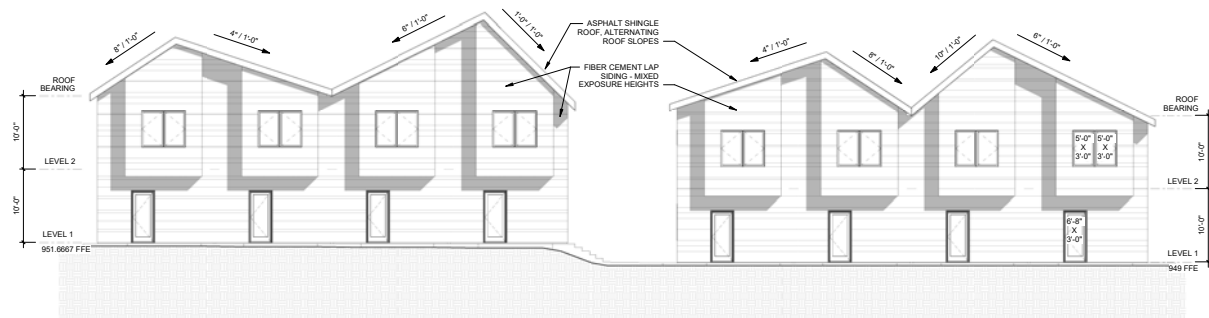 8" / 1'-0"
4" / 1'-0"
6" / 1'-0"
1'-0" / 1'-0"
ASPHALT SHINGLE
ROOF, ALTERNATING
ROOF SLOPES
FIBER CEMENT LAP
SIDING - MIXED
EXPOSURE HEIGHTS
4" / 1'-0"
8" / 1'-0"
10" / 1'-0"
6" / 1'-0"
ROOF
BEARING
10'-0"
LEVEL 2
10'-0"
LEVEL 1
951.6667 FFE
ROOF
BEARING
5'-0"
X
3'-0"
5'-0"
X
3'-0"
10'-0"
LEVEL 2
6'-8"
X
3'-0"
10'-0"
LEVEL 1
949 FFE